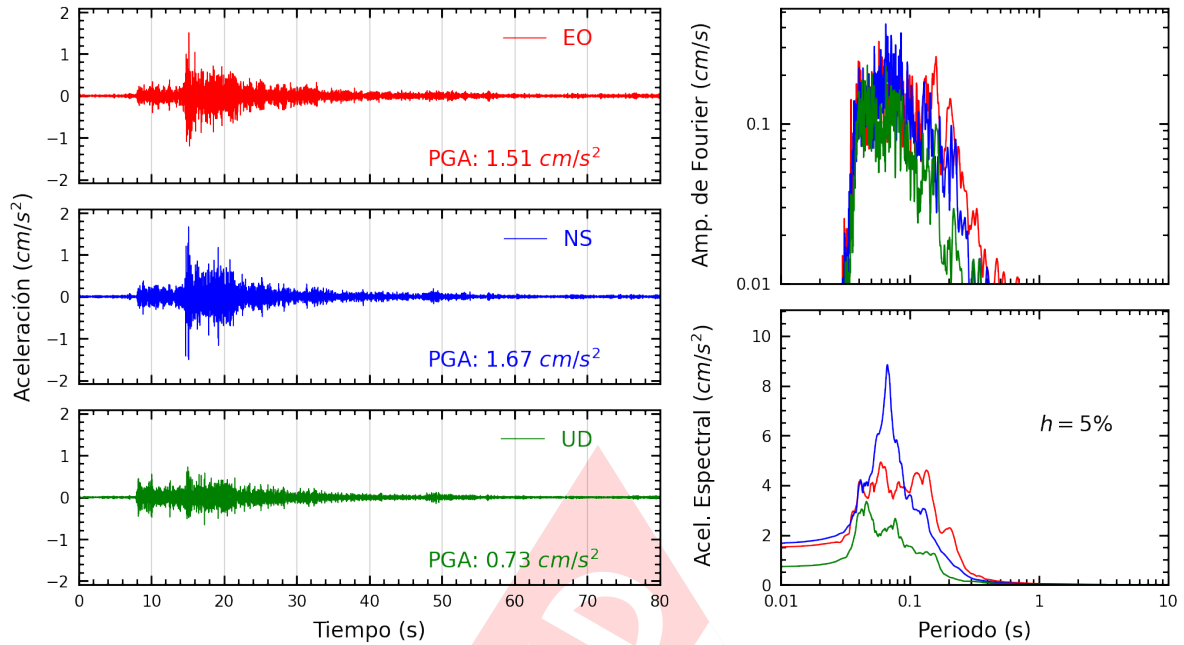 2
1
0
−1
−2
EO
PGA: 1.51 cm/s²
2
1
0
−1
−2
NS
PGA: 1.67 cm/s²
Aceleración (cm/s²)
2
1
0
−1
−2
UD
PGA: 0.73 cm/s²
0 10 20 30 40 50 60 70 80
Tiempo (s)
Amp. de Fourier (cm/s)
0.1
0.01
Acel. Espectral (cm/s²)
10
8
6
4
2
0
h = 5%
0.01 0.1 1 10
Periodo (s)